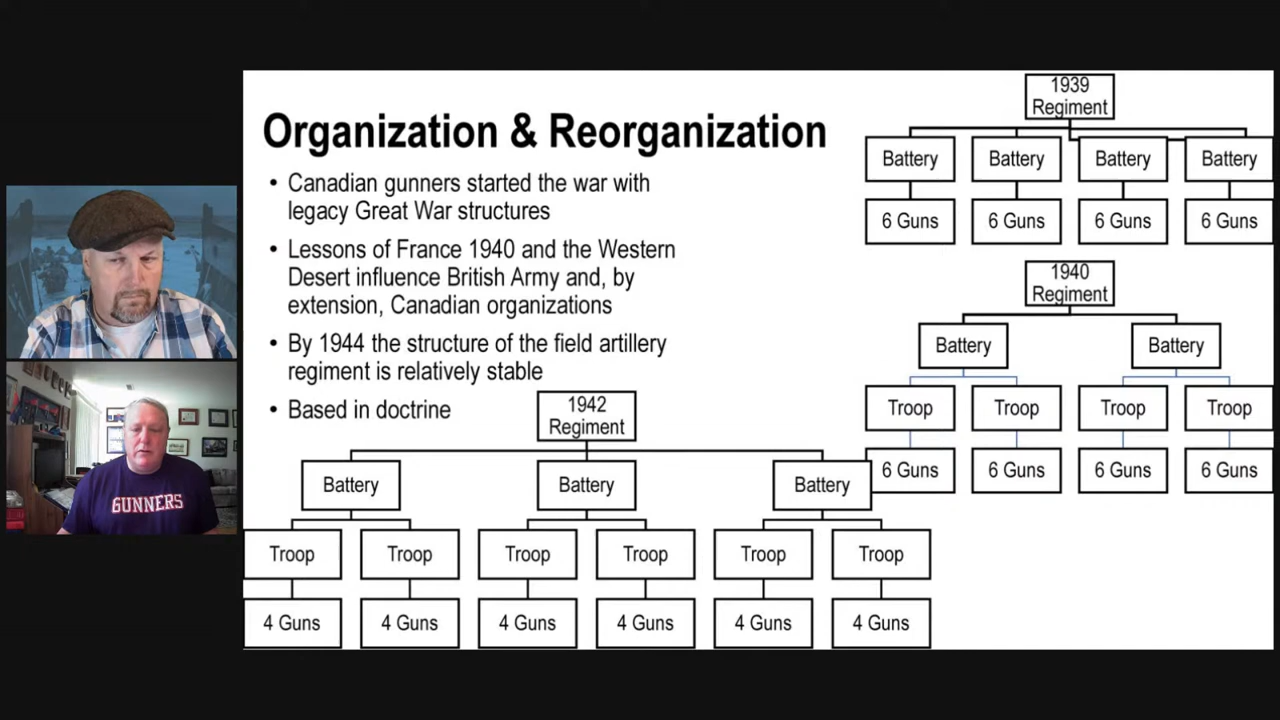 Organization & Reorganization
• Canadian gunners started the war with
legacy Great War structures
• Lessons of France 1940 and the Western
Desert influence British Army and, by
extension, Canadian organizations
• By 1944 the structure of the field artillery
regiment is relatively stable
• Based in doctrine
1939
Regiment
Battery Battery Battery Battery
6 Guns 6 Guns 6 Guns 6 Guns
1940
Regiment
Battery Battery
Troop Troop Troop Troop
6 Guns 6 Guns 6 Guns 6 Guns
1942
Regiment
Battery Battery Battery
Troop Troop Troop Troop Troop Troop
4 Guns 4 Guns 4 Guns 4 Guns 4 Guns 4 Guns
GUNNERS